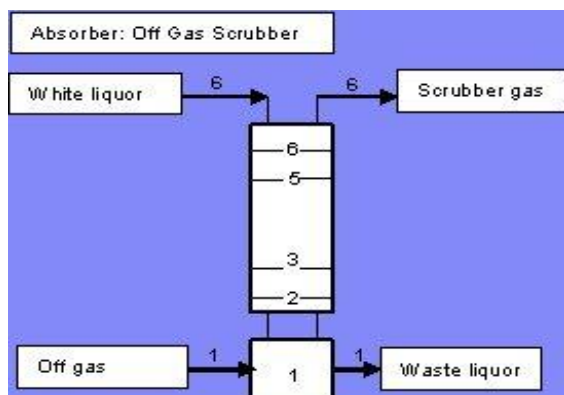 Absorber: Off Gas Scrubber
White liquor
6
6
Scrubber gas
6
5
3
2
Off gas
1
1
1
Waste liquor